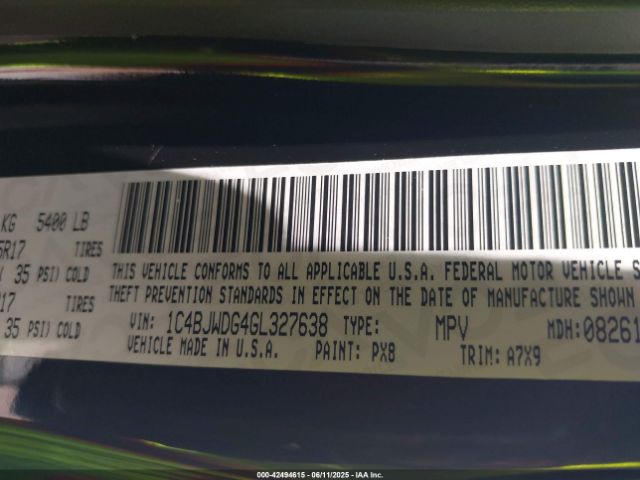 KG 5400 LB
5R17 TIRES
35 PSI) COLD
R17 TIRES
35 PSI) COLD
THIS VEHICLE CONFORMS TO ALL APPLICABLE U.S.A. FEDERAL MOTOR VEHICLE S
THEFT PREVENTION STANDARDS IN EFFECT ON THE DATE OF MANUFACTURE SHOWN
VIN: 1C4BJWDG4GL327638 TYPE: MPV MDH: 08261
VEHICLE MADE IN U.S.A. PAINT: PX8 TRIM: A7X9
000-42494615 - 06/11/2025 - IAA Inc.